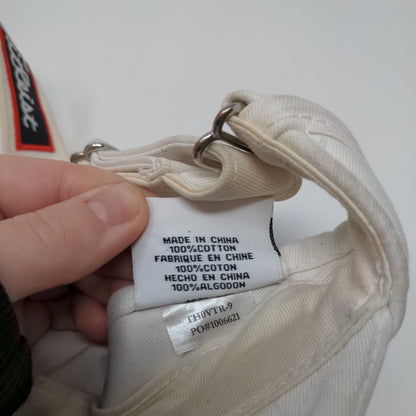 MADE IN CHINA
100%COTTON
FABRIQUE EN CHINE
100%COTON
HECHO EN CHINA
100%ALGODON
TH0VTR-9
PO#1006621